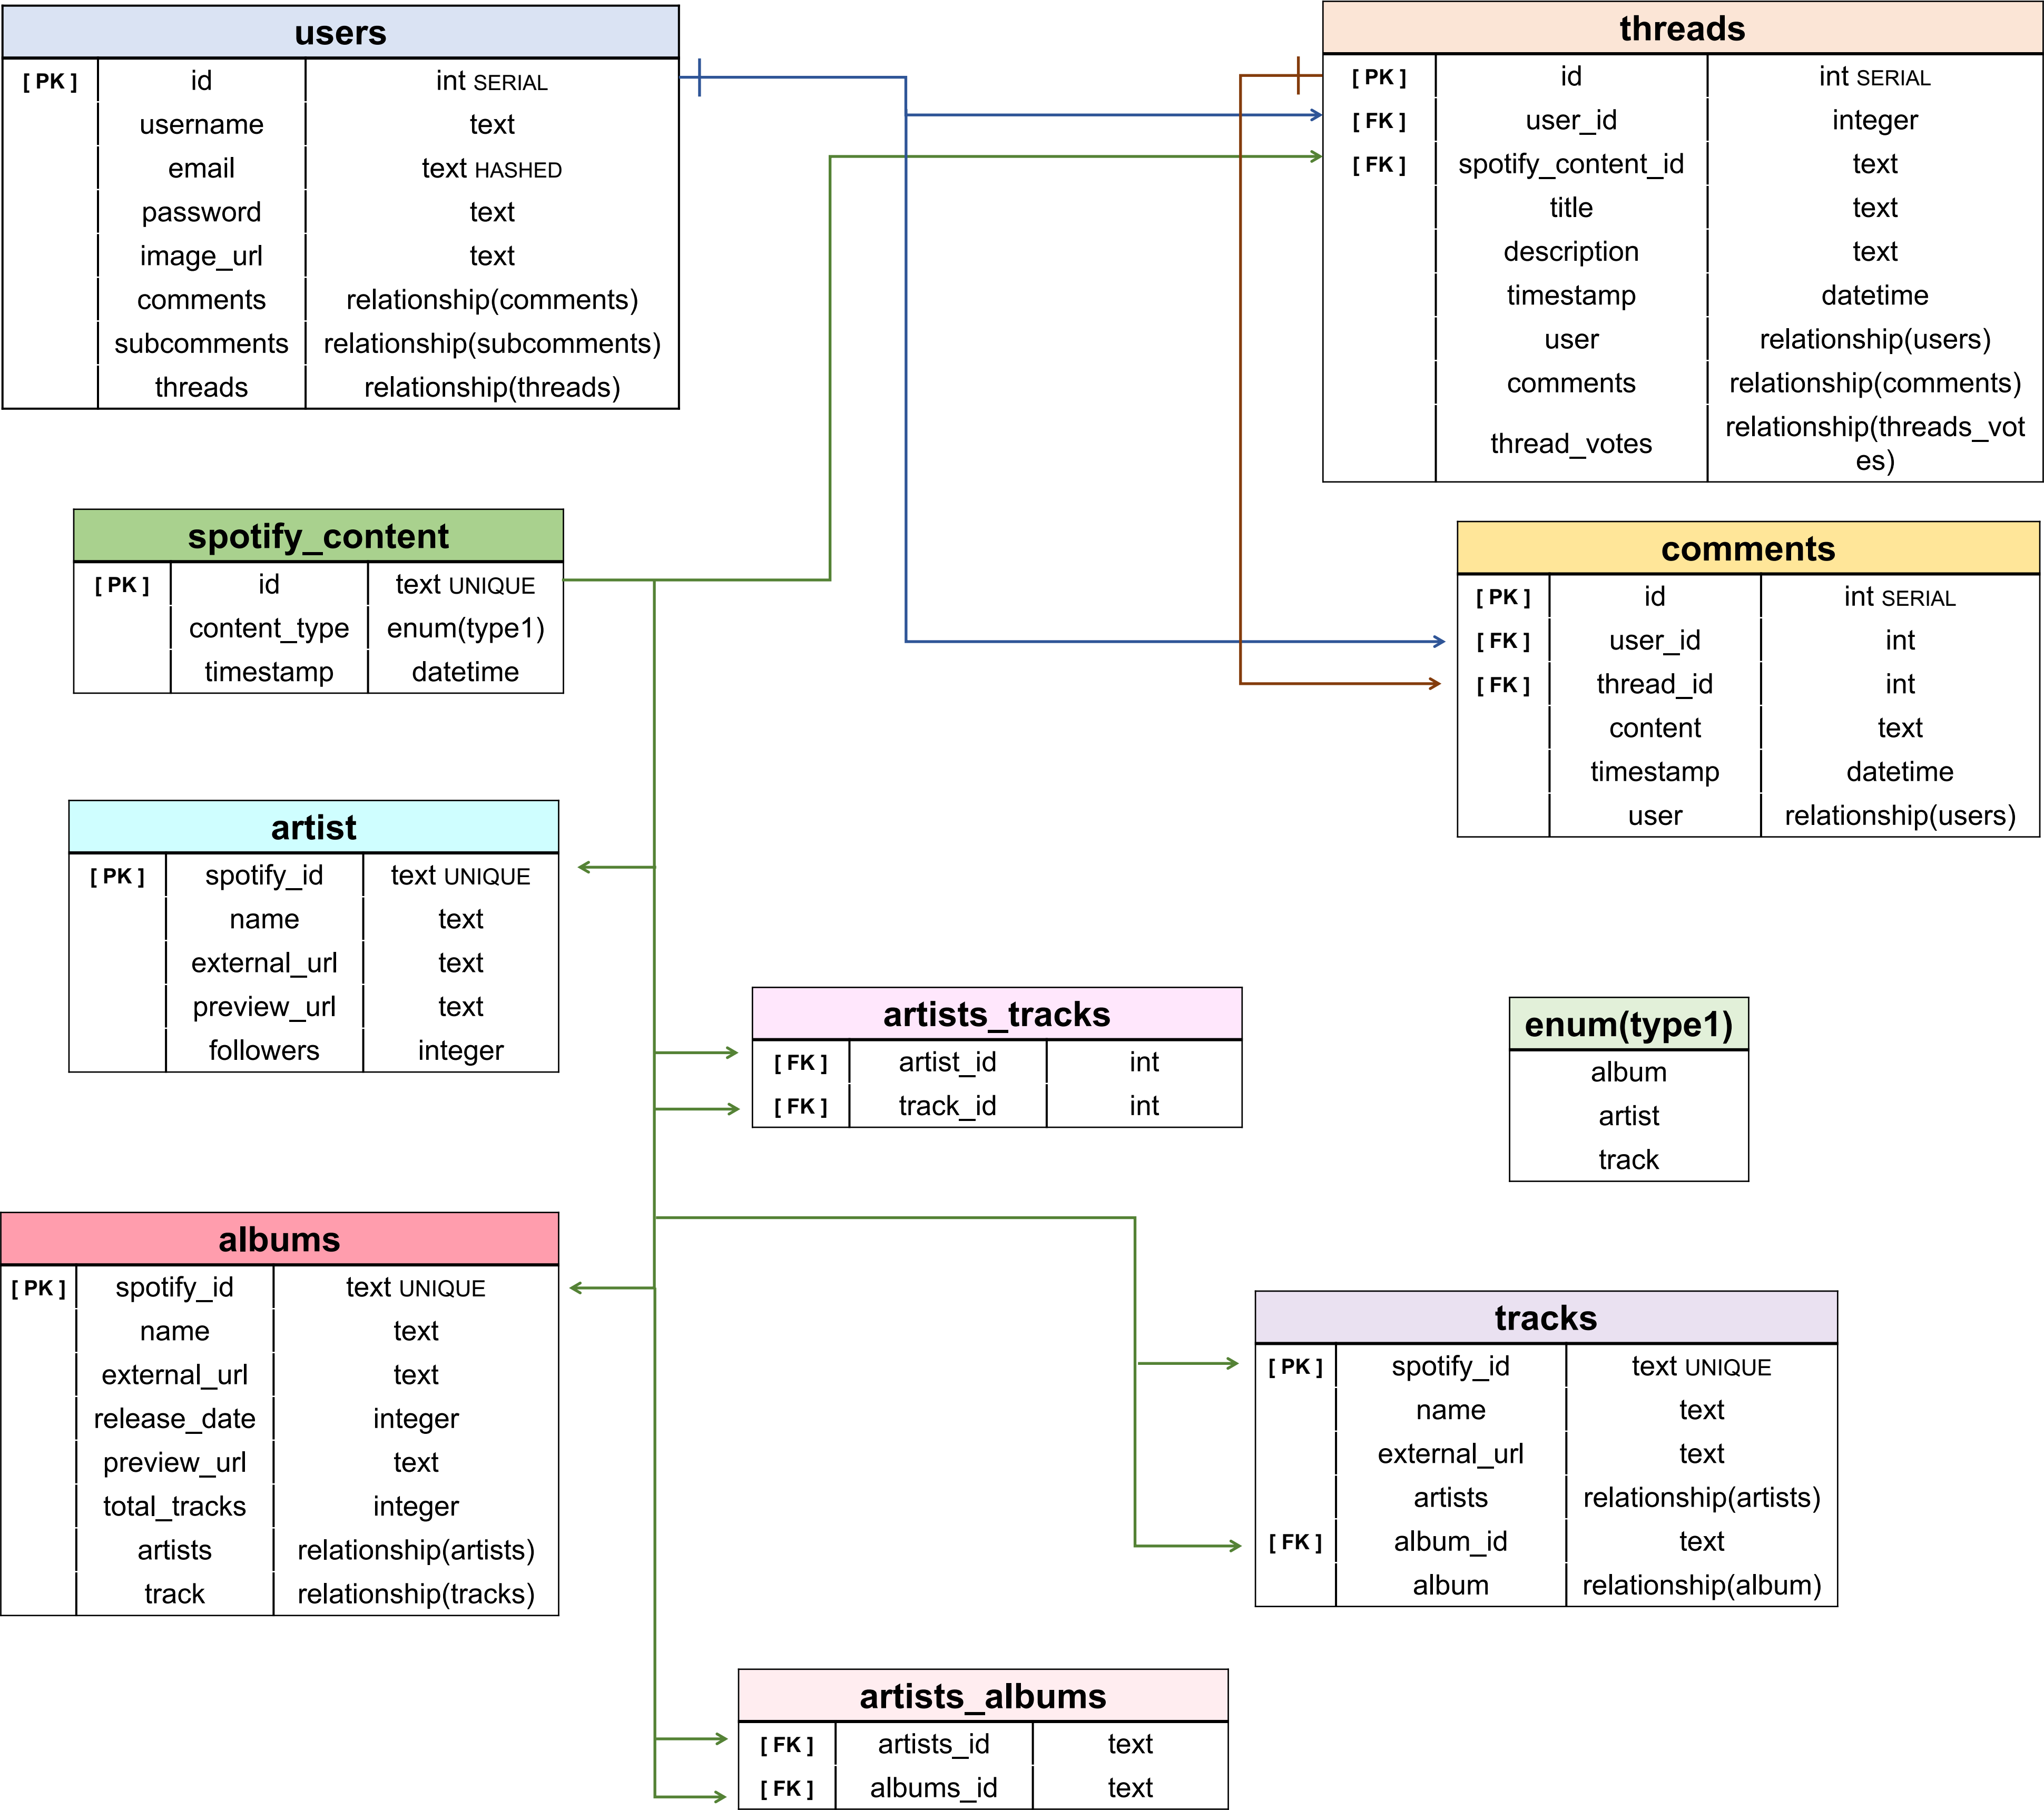 users
[ PK ] id int SERIAL
username text
email text HASHED
password text
image_url text
comments relationship(comments)
subcomments relationship(subcomments)
threads relationship(threads)
threads
[ PK ] id int SERIAL
[ FK ] user_id integer
[ FK ] spotify_content_id text
title text
description text
timestamp datetime
user relationship(users)
comments relationship(comments)
thread_votes relationship(threads_vot
es)
spotify_content
[ PK ] id text UNIQUE
content_type enum(type1)
timestamp datetime
comments
[ PK ] id int SERIAL
[ FK ] user_id int
[ FK ] thread_id int
content text
timestamp datetime
user relationship(users)
artist
[ PK ] spotify_id text UNIQUE
name text
external_url text
preview_url text
followers integer
artists_tracks
[ FK ] artist_id int
[ FK ] track_id int
enum(type1)
album
artist
track
albums
[ PK ] spotify_id text UNIQUE
name text
external_url text
release_date integer
preview_url text
total_tracks integer
artists relationship(artists)
track relationship(tracks)
tracks
[ PK ] spotify_id text UNIQUE
name text
external_url text
artists relationship(artists)
[ FK ] album_id text
album relationship(album)
artists_albums
[ FK ] artists_id text
[ FK ] albums_id text